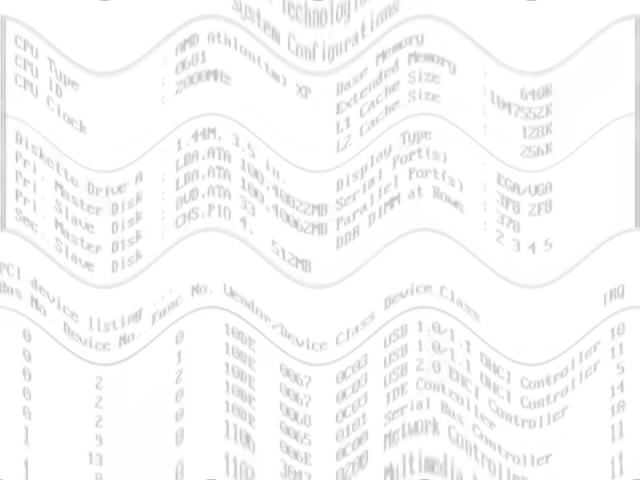 Technologies
System Configurations
CPU Type : AMD Athlon(tm) XP
CPU ID : 0681
CPU Clock : 2000MHz
Base Memory : 640K
Extended Memory : 1047552K
L1 Cache Size : 128K
L2 Cache Size : 256K
Diskette Drive A : 1.44M, 3.5 in.
Pri. Master Disk : LBA,ATA 100,40822MB
Pri. Slave Disk : LBA,ATA 100,40062MB
Sec. Master Disk : DVD,ATA 33
Sec. Slave Disk : CHS,PIO 4, 512MB
Display Type : EGA/VGA
Serial Port(s) : 3F8 2F8
Parallel Port(s) : 378
DDR DIMM at Rows : 2 3 4 5
PCI device listing ...
Bus No. Device No. Func No. Vendor/Device Class Device Class IRQ
0 2 0 10DE 0067 0C03 USB 1.0/1.1 OHCI Controller 10
0 2 1 10DE 0067 0C03 USB 1.0/1.1 OHCI Controller 11
0 2 2 10DE 0068 0C03 USB 2.0 EHCI Controller 5
0 9 0 10DE 0065 0101 IDE Controller 14
1 13 0 1106 Network Controller 11
Serial Bus Controller
Multimedia